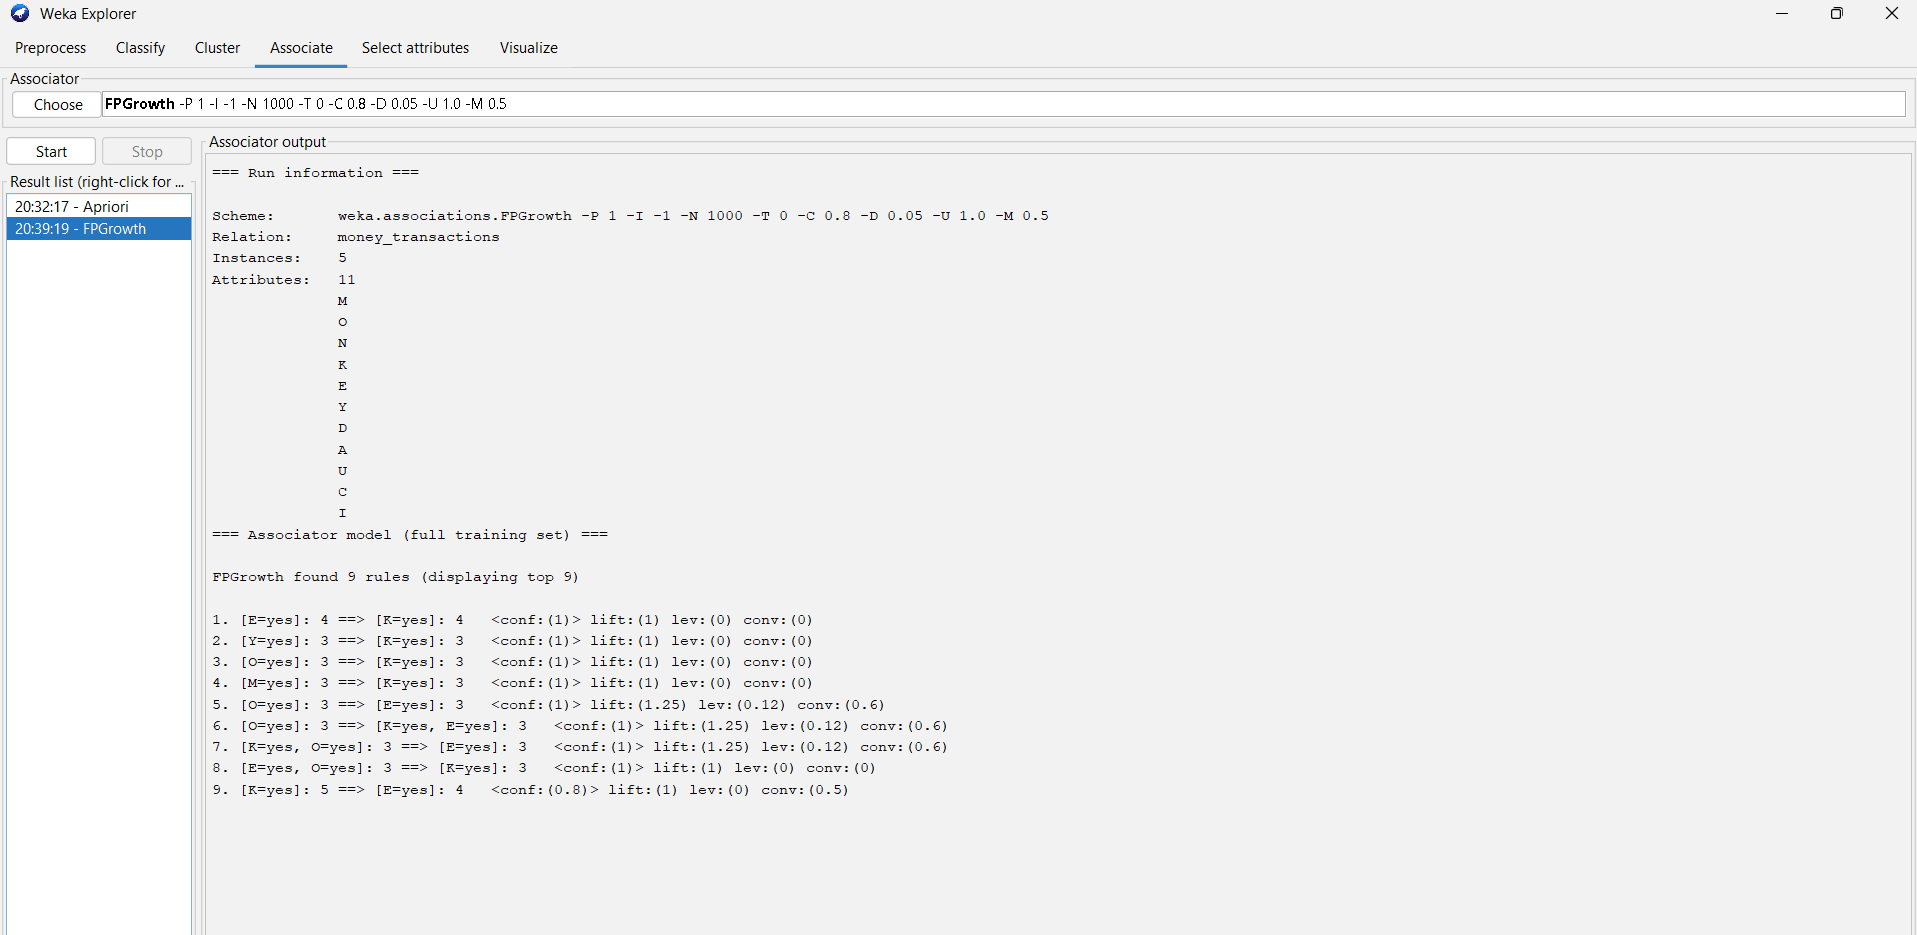 Weka Explorer
Preprocess Classify Cluster Associate Select attributes Visualize
Associator
Choose FPGrowth -P 1 -I -1 -N 1000 -T 0 -C 0.8 -D 0.05 -U 1.0 -M 0.5
Start Stop
Result list (right-click for ...
20:32:17 - Apriori
20:39:19 - FPGrowth
Associator output
=== Run information ===
Scheme: weka.associations.FPGrowth -P 1 -I -1 -N 1000 -T 0 -C 0.8 -D 0.05 -U 1.0 -M 0.5
Relation: money_transactions
Instances: 5
Attributes: 11
M
O
N
K
E
Y
D
A
U
C
I
=== Associator model (full training set) ===
FPGrowth found 9 rules (displaying top 9)
1. [E=yes]: 4 ==> [K=yes]: 4 <conf:(1)> lift:(1) lev:(0) conv:(0)
2. [Y=yes]: 3 ==> [K=yes]: 3 <conf:(1)> lift:(1) lev:(0) conv:(0)
3. [O=yes]: 3 ==> [K=yes]: 3 <conf:(1)> lift:(1) lev:(0) conv:(0)
4. [M=yes]: 3 ==> [K=yes]: 3 <conf:(1)> lift:(1) lev:(0) conv:(0)
5. [O=yes]: 3 ==> [E=yes]: 3 <conf:(1)> lift:(1.25) lev:(0.12) conv:(0.6)
6. [O=yes]: 3 ==> [K=yes, E=yes]: 3 <conf:(1)> lift:(1.25) lev:(0.12) conv:(0.6)
7. [K=yes, O=yes]: 3 ==> [E=yes]: 3 <conf:(1)> lift:(1.25) lev:(0.12) conv:(0.6)
8. [E=yes, O=yes]: 3 ==> [K=yes]: 3 <conf:(1)> lift:(1) lev:(0) conv:(0)
9. [K=yes]: 5 ==> [E=yes]: 4 <conf:(0.8)> lift:(1) lev:(0) conv:(0.5)